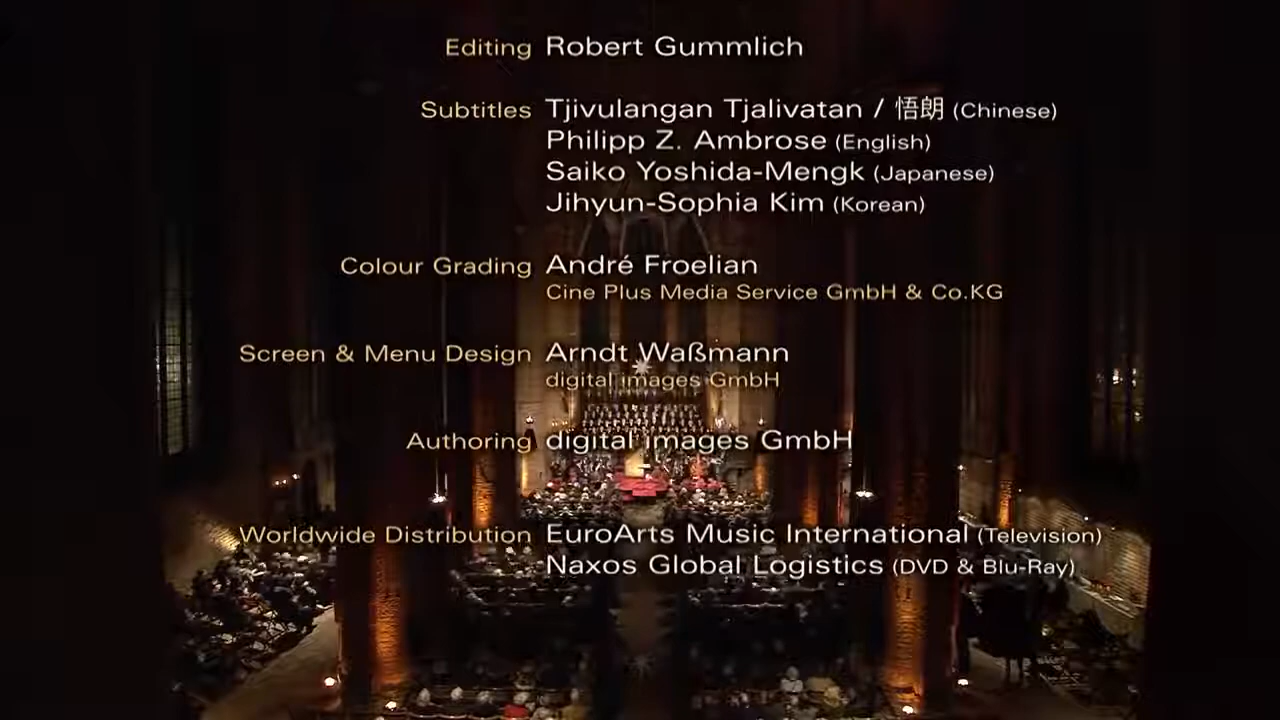 Editing Robert Gummlich
Subtitles Tjivulangan Tjalivatan / 悟朗 (Chinese)
Philipp Z. Ambrose (English)
Saiko Yoshida-Mengk (Japanese)
Jihyun-Sophia Kim (Korean)
Colour Grading André Froelian
Cine Plus Media Service GmbH & Co.KG
Screen & Menu Design Arndt Waßmann
digital images GmbH
Authoring digital images GmbH
Worldwide Distribution EuroArts Music International (Television)
Naxos Global Logistics (DVD & Blu-Ray)